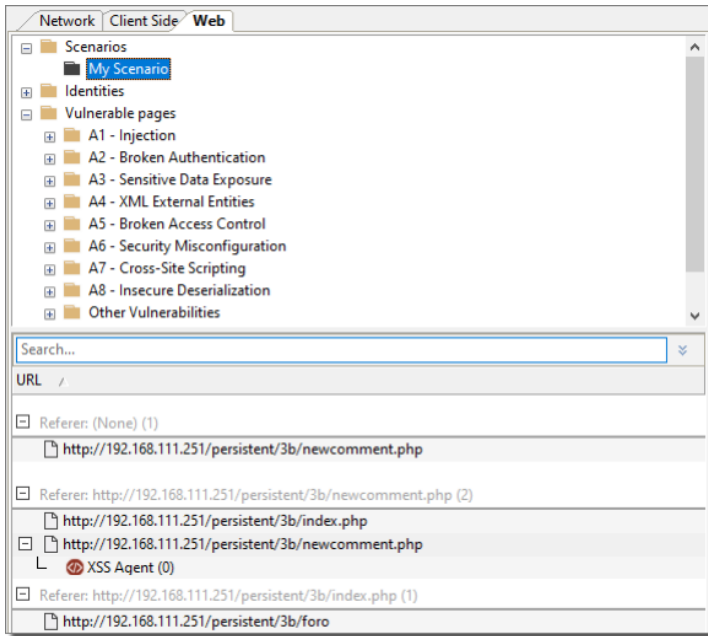 Network Client Side Web
Scenarios
My Scenario
Identities
Vulnerable pages
A1 - Injection
A2 - Broken Authentication
A3 - Sensitive Data Exposure
A4 - XML External Entities
A5 - Broken Access Control
A6 - Security Misconfiguration
A7 - Cross-Site Scripting
A8 - Insecure Deserialization
Other Vulnerabilities
Search...
URL
Referer: (None) (1)
http://192.168.111.251/persistent/3b/newcomment.php
Referer: http://192.168.111.251/persistent/3b/newcomment.php (2)
http://192.168.111.251/persistent/3b/index.php
http://192.168.111.251/persistent/3b/newcomment.php
XSS Agent (0)
Referer: http://192.168.111.251/persistent/3b/index.php (1)
http://192.168.111.251/persistent/3b/foro